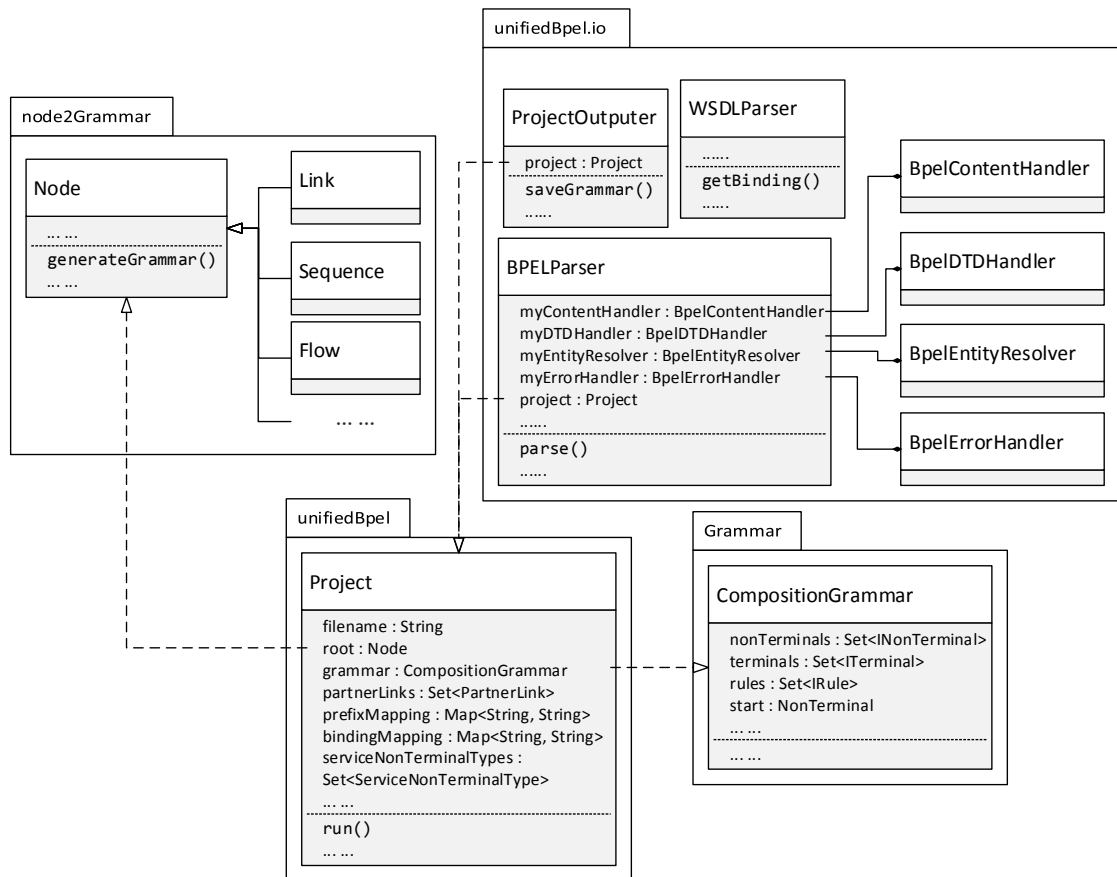 unifiedBpel.io
ProjectOutputer
project : Project
saveGrammar()
......
WSDLParser
......
getBinding()
......
BpelContentHandler
BpelDTDHandler
BpelEntityResolver
BpelErrorHandler
BPELParser
myContentHandler : BpelContentHandler
myDTDHandler : BpelDTDHandler
myEntityResolver : BpelEntityResolver
myErrorHandler : BpelErrorHandler
project : Project
......
parse()
......
node2Grammar
Node
... ...
generateGrammar()
... ...
Link
Sequence
Flow
... ...
unifiedBpel
Project
filename : String
root : Node
grammar : CompositionGrammar
partnerLinks : Set<PartnerLink>
prefixMapping : Map<String, String>
bindingMapping : Map<String, String>
serviceNonTerminalTypes :
Set<ServiceNonTerminalType>
... ...
run()
... ...
Grammar
CompositionGrammar
nonTerminals : Set<INonTerminal>
terminals : Set<ITerminal>
rules : Set<IRule>
start : NonTerminal
... ...
... ...